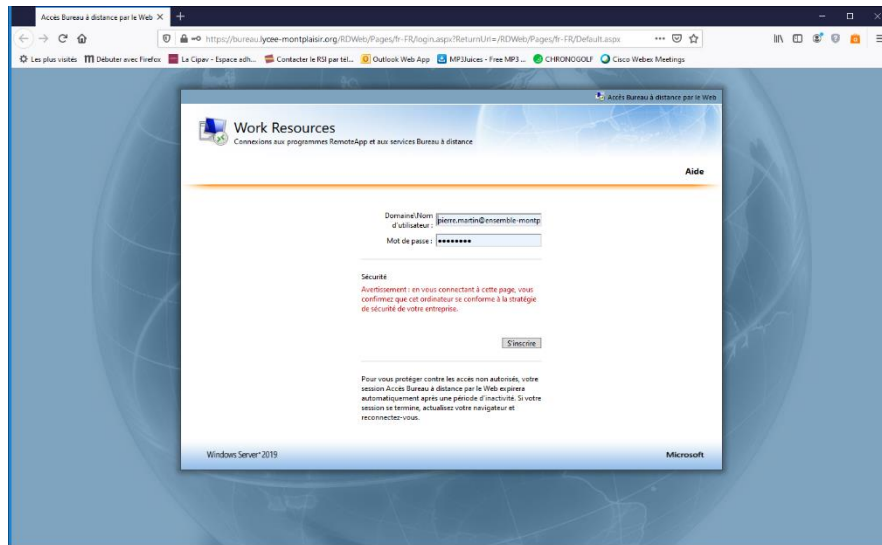 Accès Bureau à distance par le Web
https://bureau.lycee-montplaisir.org/RDWeb/Pages/fr-FR/login.aspx?ReturnUrl=/RDWeb/Pages/fr-FR/Default.aspx
Les plus visités Débuter avec Firefox La Cipav - Espace adh... Contacter le RSI par tél... Outlook Web App MP3Juices - Free MP3 ... CHRONOGOLF Cisco Webex Meetings
Accès Bureau à distance par le Web
Work Resources
Connexions aux programmes RemoteApp et aux services Bureau à distance
Aide
Domaine\Nom
d'utilisateur : pierre.martin@ensemble-montp
Mot de passe : ••••••••
Sécurité
Avertissement : en vous connectant à cette page, vous
confirmez que cet ordinateur se conforme à la stratégie
de sécurité de votre entreprise.
S'inscrire
Pour vous protéger contre les accès non autorisés, votre
session Accès Bureau à distance par le Web expirera
automatiquement après une période d'inactivité. Si votre
session se termine, actualisez votre navigateur et
reconnectez-vous.
Windows Server 2019
Microsoft